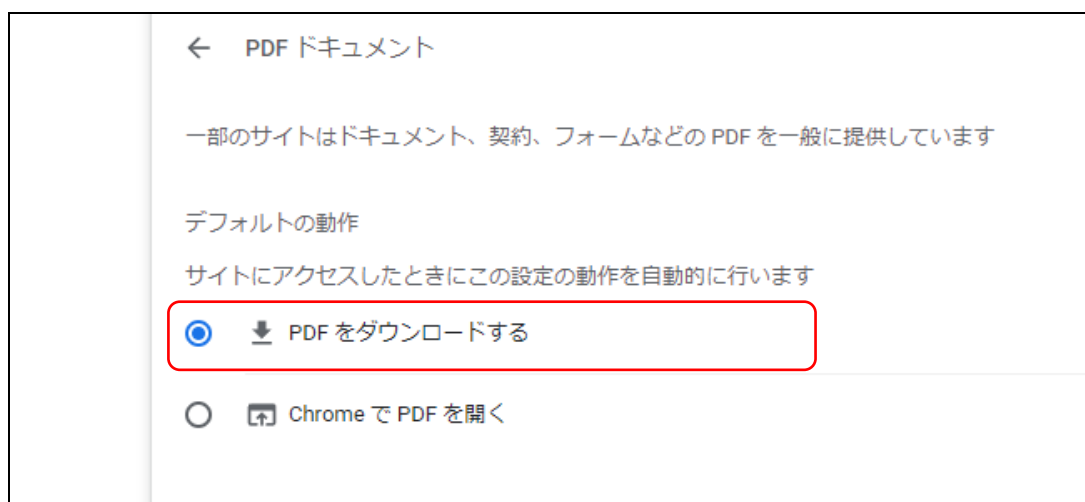 PDF ドキュメント
一部のサイトはドキュメント、契約、フォームなどの PDF を一般に提供しています
デフォルトの動作
サイトにアクセスしたときにこの設定の動作を自動的に行います
PDF をダウンロードする
Chrome で PDF を開く